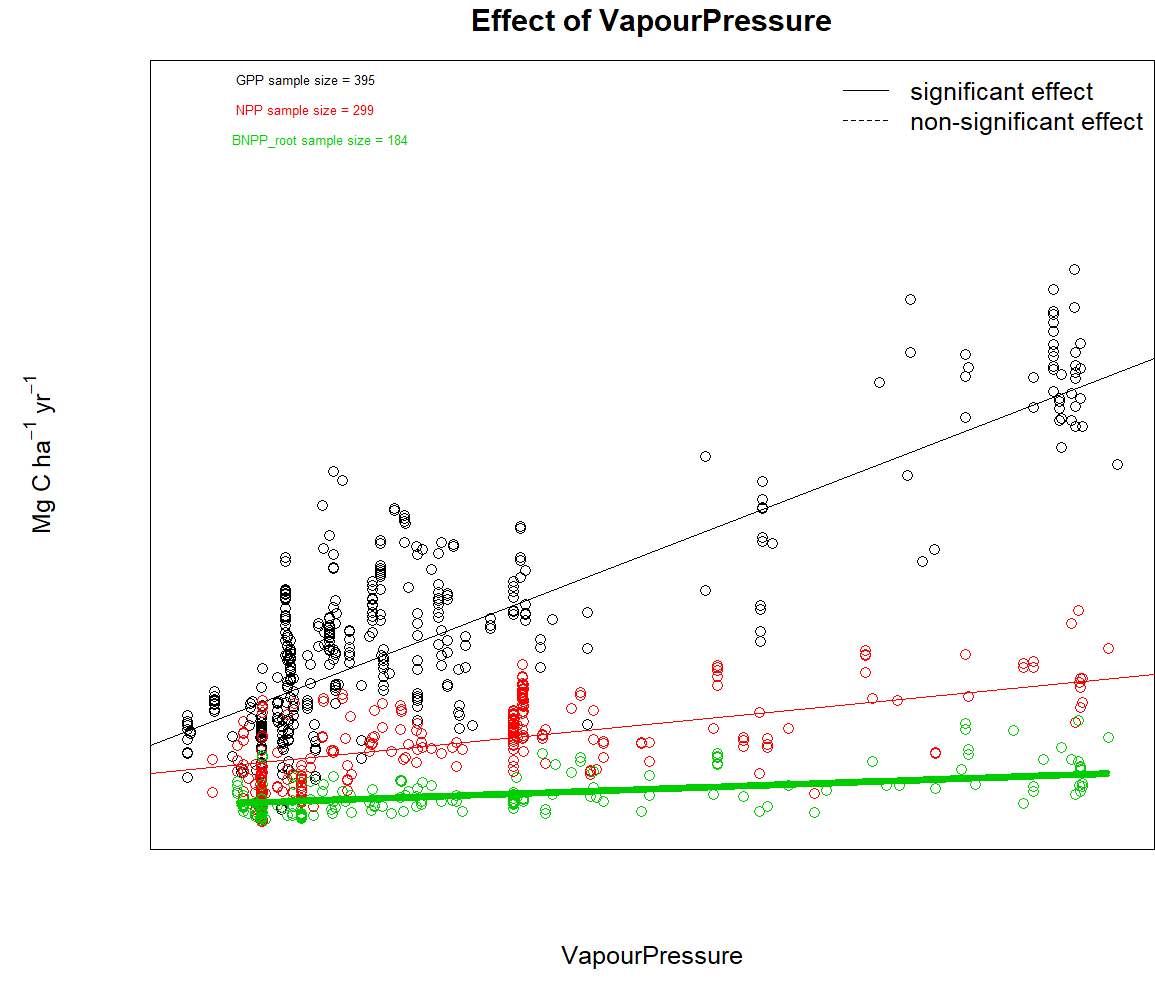 Effect of VapourPressure
GPP sample size = 395
NPP sample size = 299
BNPP_root sample size = 184
significant effect
non-significant effect
Mg C ha⁻¹ yr⁻¹
VapourPressure